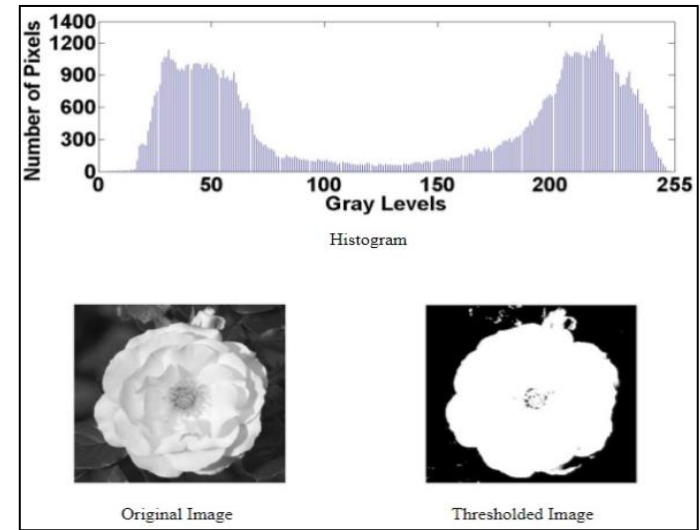 1400
1200
900
600
300
0
Number of Pixels
0 50 100 150 200 255
Gray Levels
Histogram
Original Image Thresholded Image